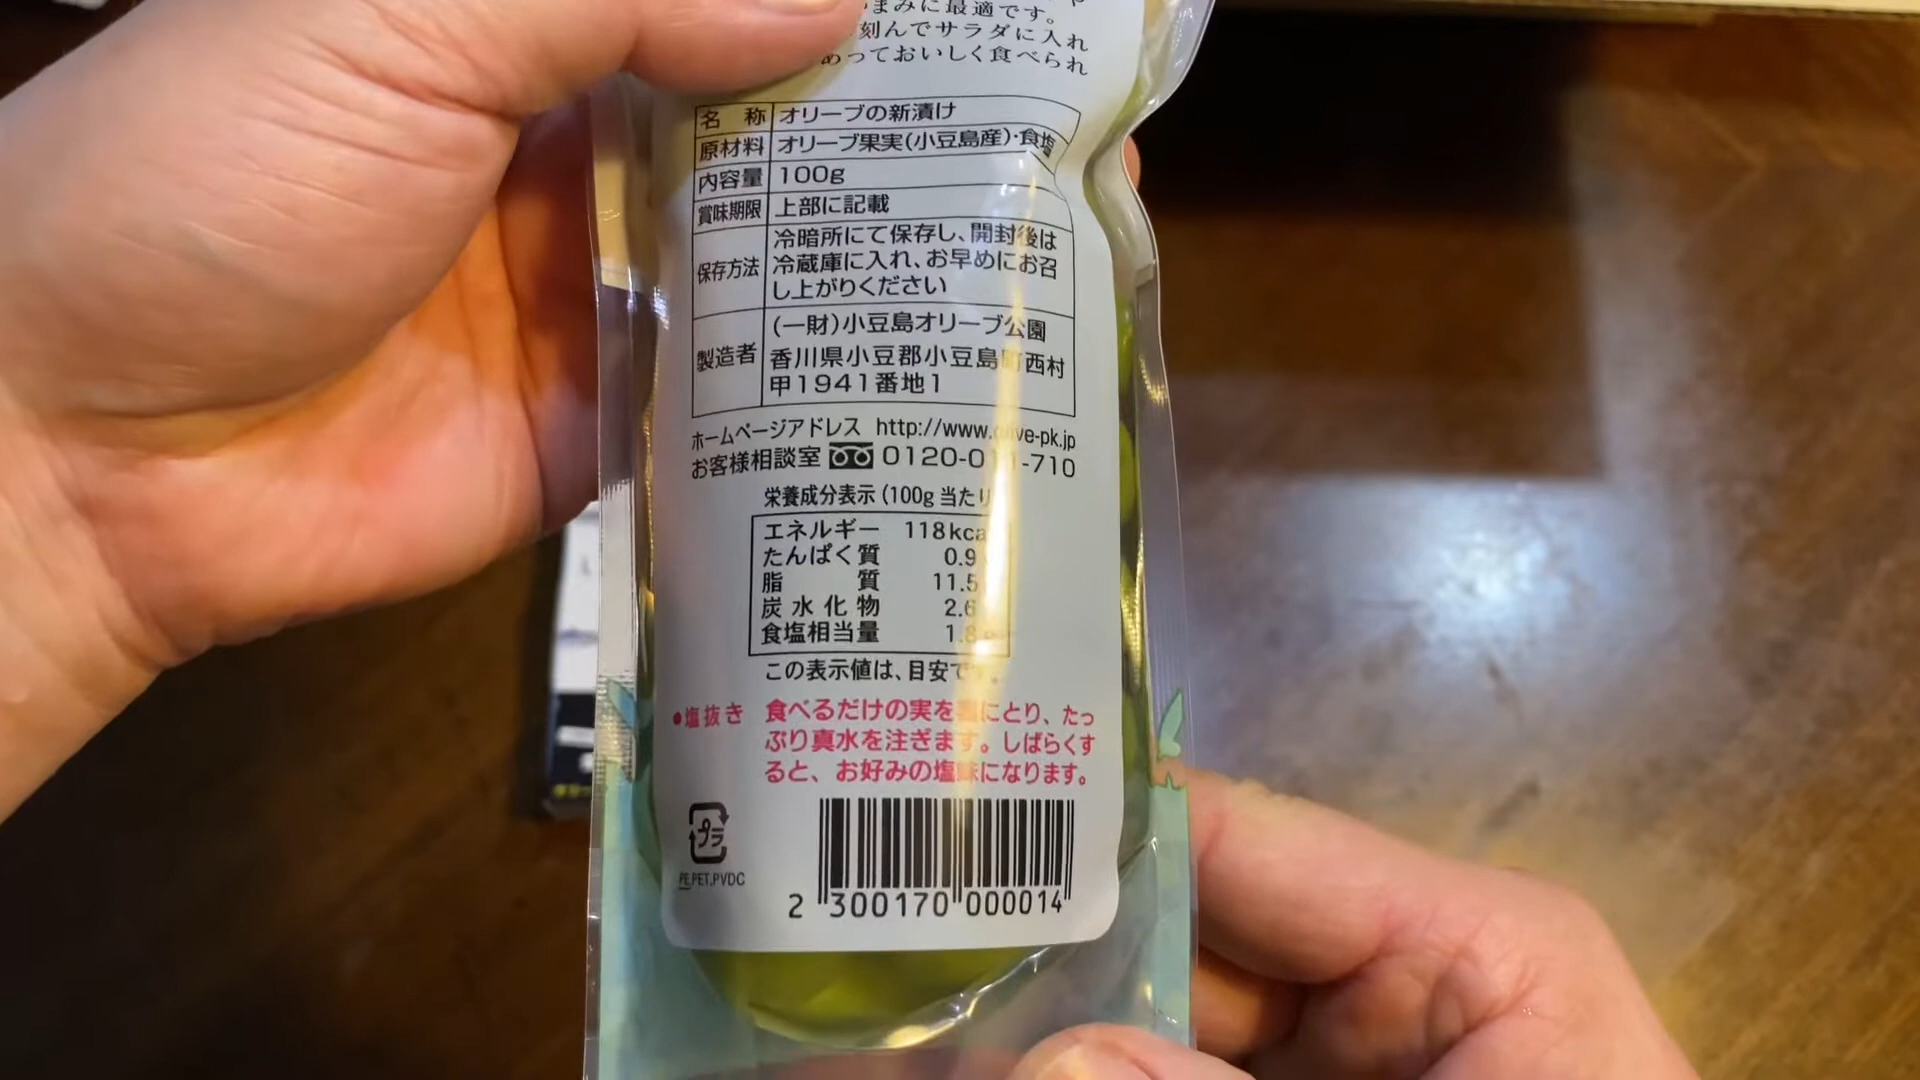 まみに最適です。
刻んでサラダに入れ
あっておいしく食べられ
名 称 オリーブの新漬け
原材料 オリーブ果実(小豆島産)・食塩
内容量 100g
賞味期限 上部に記載
保存方法 冷暗所にて保存し、開封後は
冷蔵庫に入れ、お早めにお召
し上がりください
製造者 (一財)小豆島オリーブ公園
香川県小豆郡小豆島町西村
甲1941番地1
ホームページアドレス http://www.olive-pk.jp
お客様相談室 0120-0 -710
栄養成分表示(100g当たり
エネルギー 118kca
たんぱく質 0.9
脂 質 11.5
炭水化物 2.6
食塩相当量 1.8
この表示値は、目安です。
●塩抜き 食べるだけの実を にとり、たっ
ぷり真水を注ぎます。しばらくす
ると、お好みの塩味になります。
プラ
PE,PET,PVDC
2 300170 000014